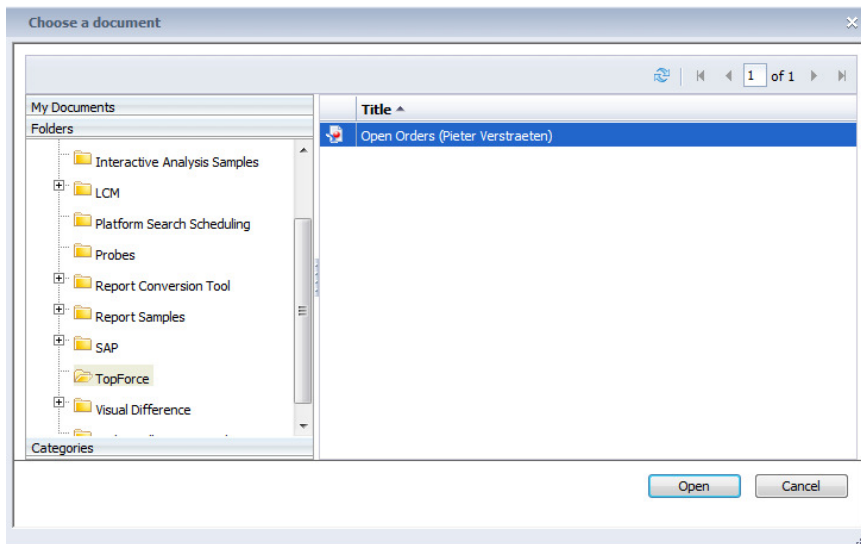 Choose a document
1 of 1
My Documents
Folders
Interactive Analysis Samples
LCM
Platform Search Scheduling
Probes
Report Conversion Tool
Report Samples
SAP
TopForce
Visual Difference
Categories
Title
Open Orders (Pieter Verstraeten)
Open
Cancel